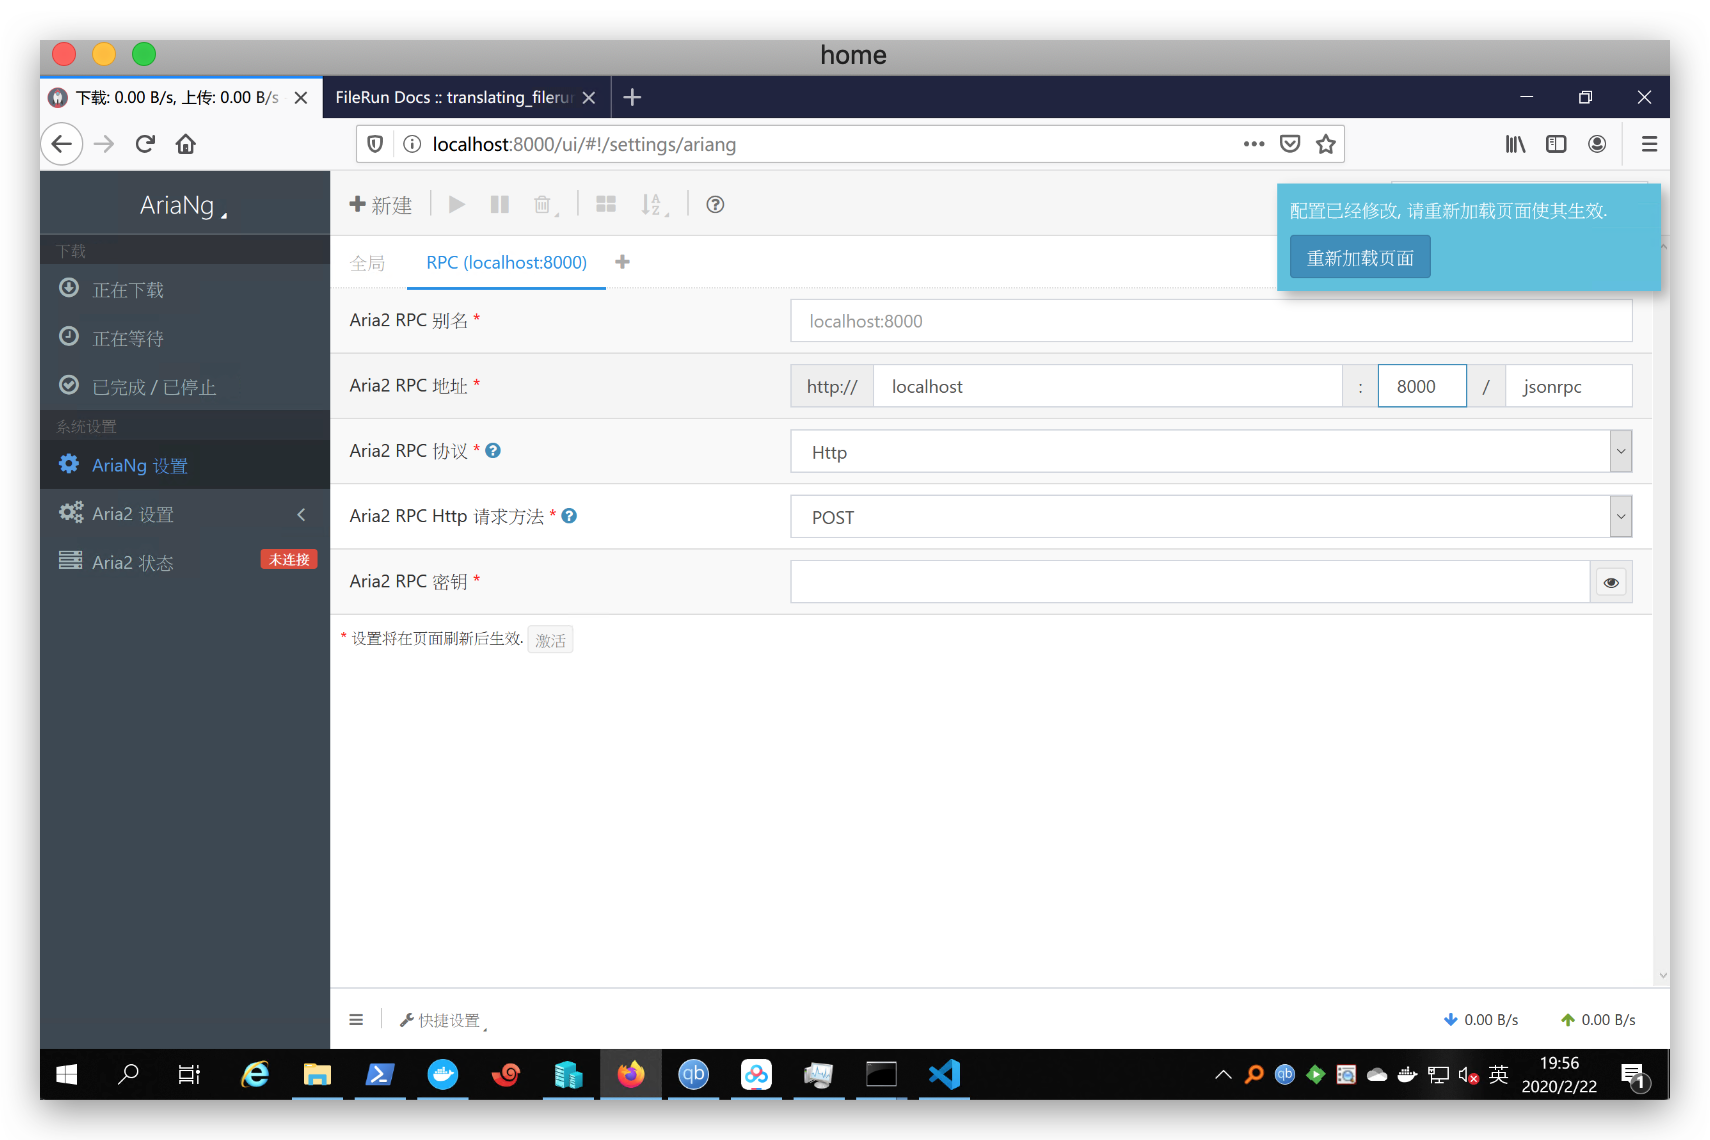 home
下载: 0.00 B/s, 上传: 0.00 B/s
FileRun Docs :: translating_filerun
localhost:8000/ui/#!/settings/ariang
AriaNg
新建
配置已经修改, 请重新加载页面使其生效.
重新加载页面
下载
正在下载
正在等待
已完成 / 已停止
系统设置
AriaNg 设置
Aria2 设置
Aria2 状态
未连接
全局
RPC (localhost:8000)
Aria2 RPC 别名 *
localhost:8000
Aria2 RPC 地址 *
http://
localhost
:
8000
/
jsonrpc
Aria2 RPC 协议 *
Http
Aria2 RPC Http 请求方法 *
POST
Aria2 RPC 密钥 *
* 设置将在页面刷新后生效.
激活
快捷设置
0.00 B/s
0.00 B/s
qb
qb
英
19:56
2020/2/22
1